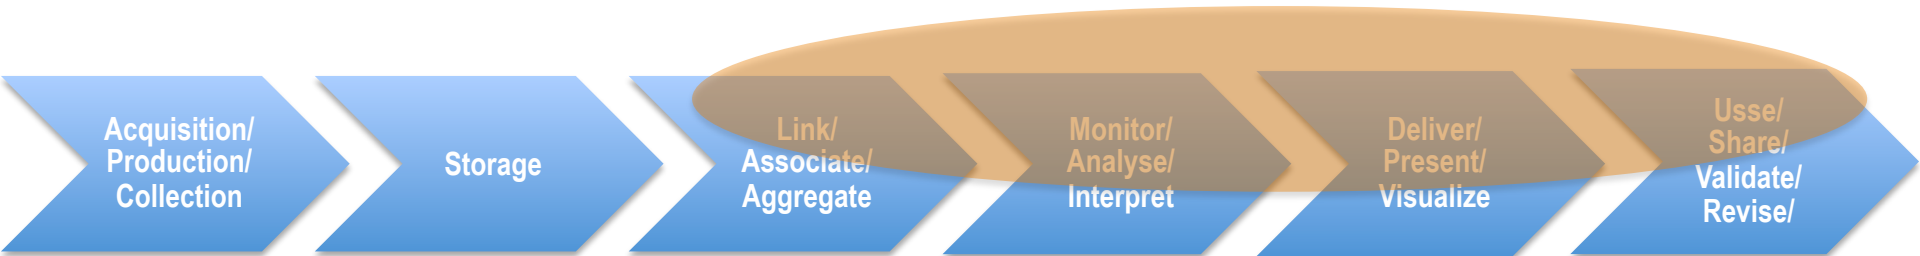 Acquisition/
Production/
Collection
Storage
Link/
Associate/
Aggregate
Monitor/
Analyse/
Interpret
Deliver/
Present/
Visualize
Usse/
Share/
Validate/
Revise/